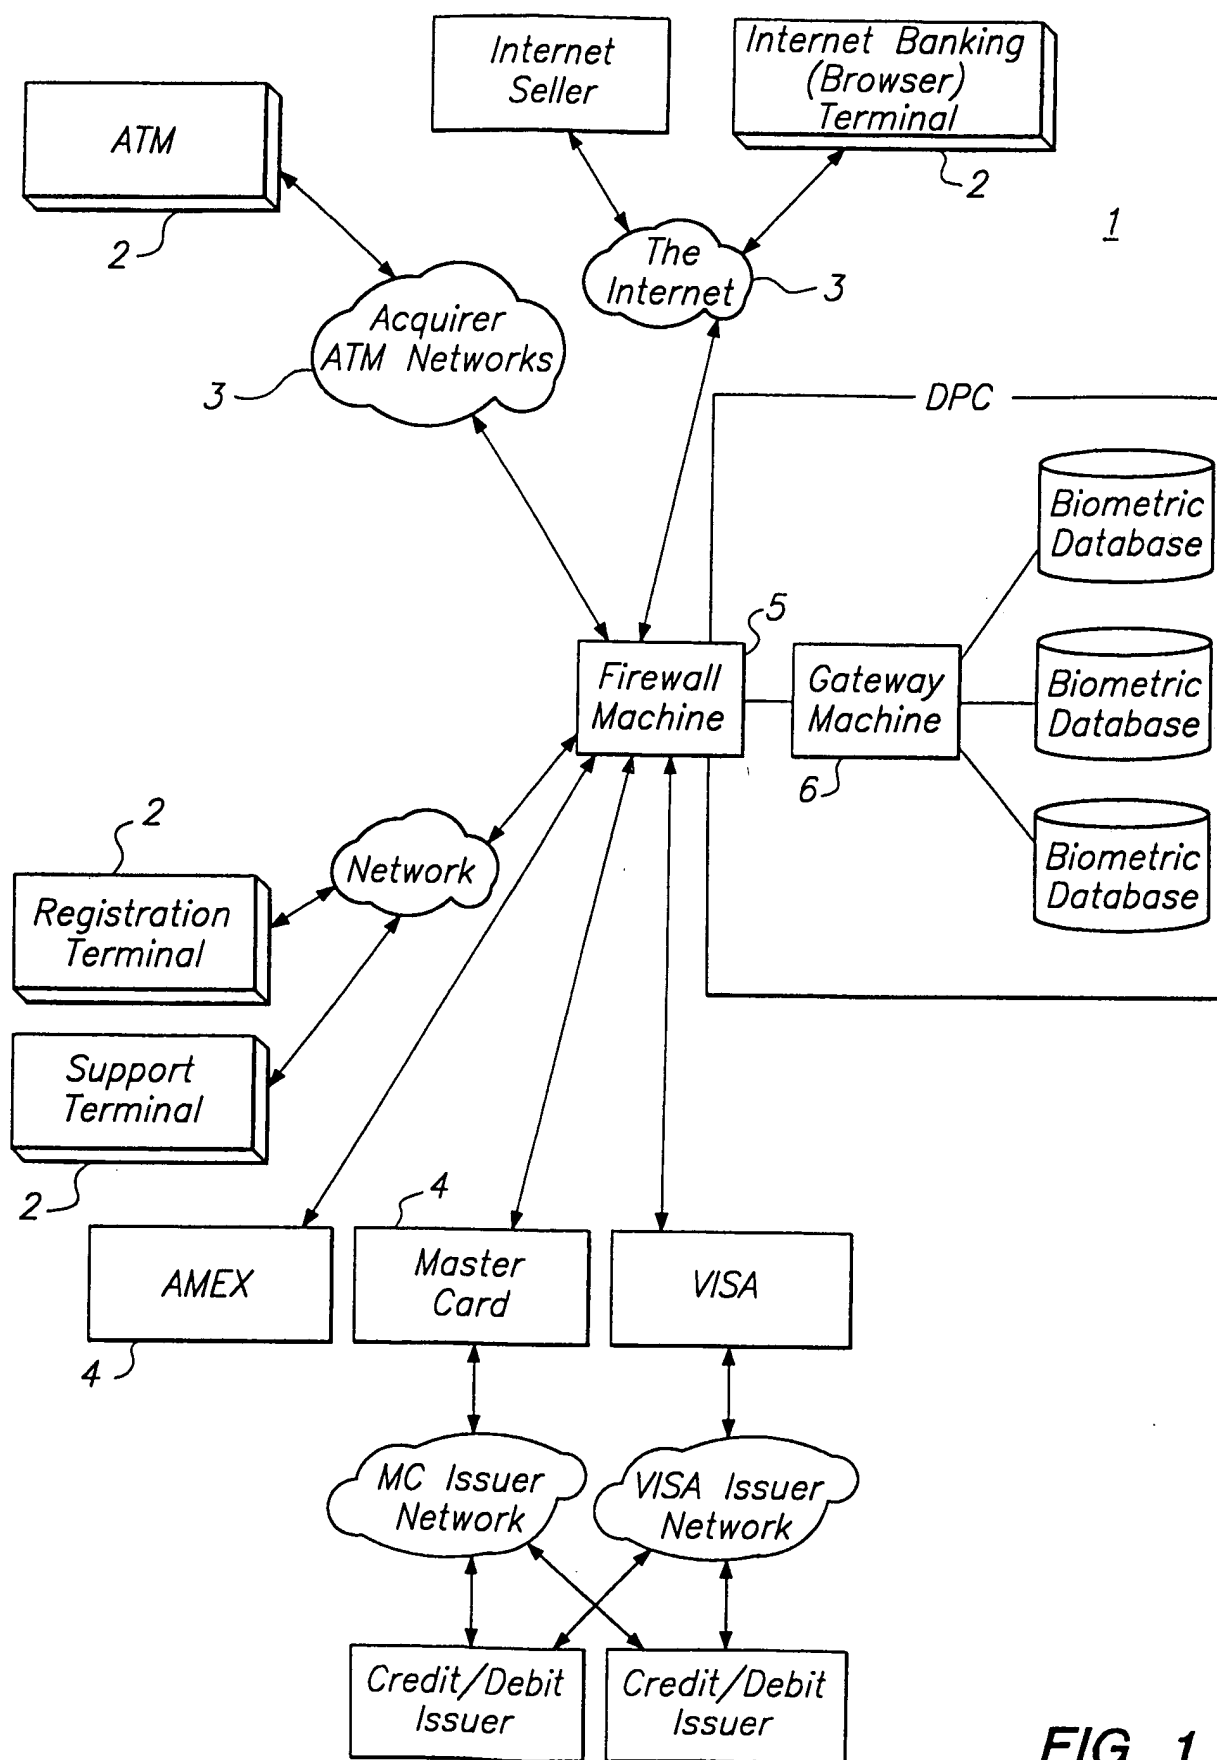 Internet
Seller
Internet Banking
(Browser)
Terminal
2
ATM
2
1
The
Internet
3
Acquirer
ATM Networks
3
DPC
Biometric
Database
5
Firewall
Machine
Gateway
Machine
6
Biometric
Database
Biometric
Database
Network
2
Registration
Terminal
Support
Terminal
2
4
AMEX
4
Master
Card
VISA
MC Issuer
Network
VISA Issuer
Network
Credit/Debit
Issuer
Credit/Debit
Issuer
FIG. 1